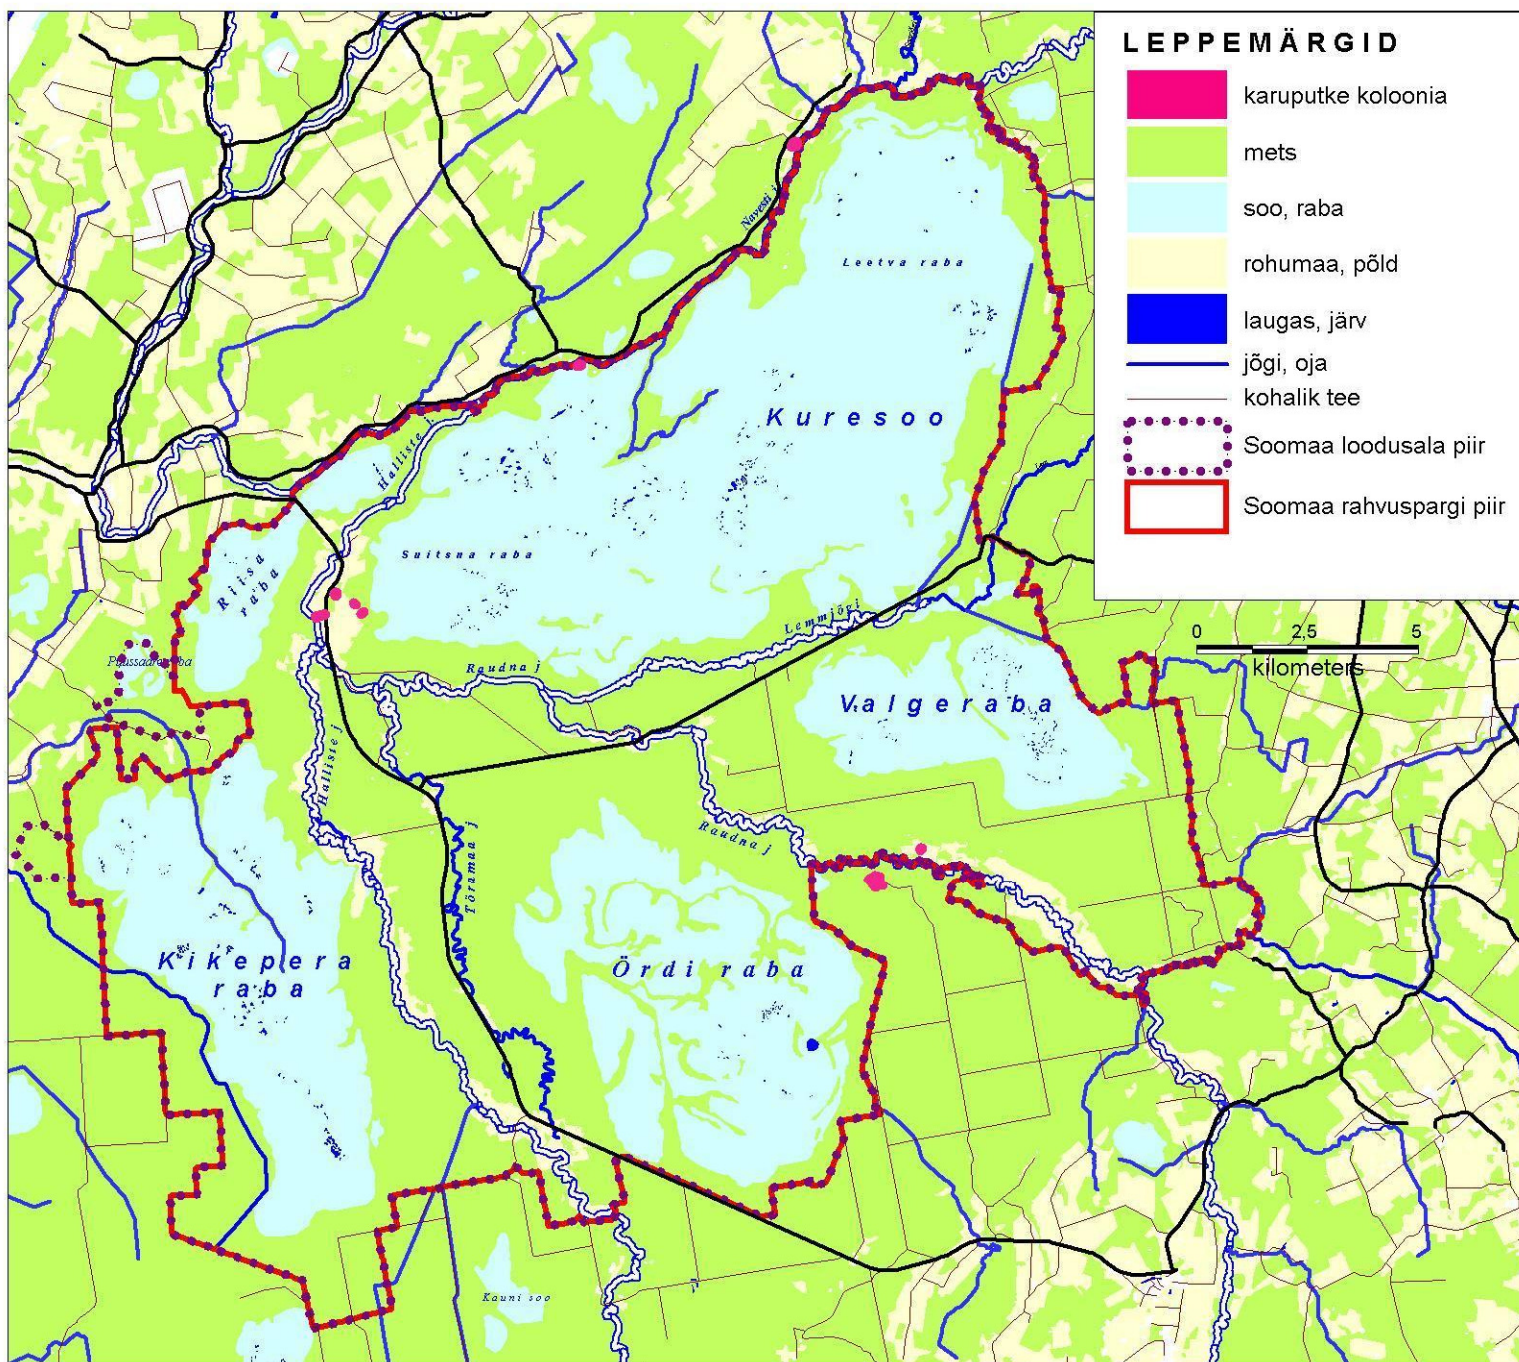 LEPPEMÄRGID
karuputke koloonia
mets
soo, raba
rohumaa, põld
laugas, järv
jõgi, oja
kohalik tee
Soomaa loodusala piir
Soomaa rahvuspargi piir
0 2,5 5
kilometers
Navesti j
Leetva raba
Kuresoo
Halliste j
Suitsna raba
Riisa
raba
Lemmjõgi
Raudna j
Valgeraba
Halliste j
Raudna j
Tõramaa j
Kikepera
raba
Ördi raba
Kauni soo